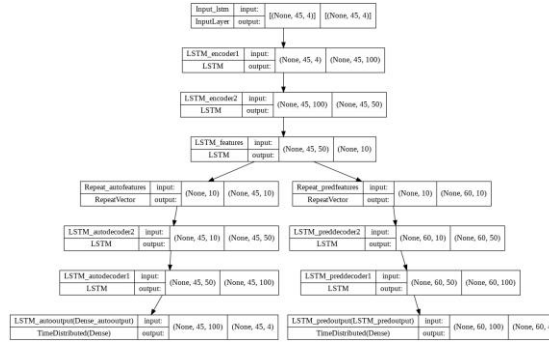 Input_lstm input: [(None, 45, 4)] [(None, 45, 4)]
InputLayer output:
LSTM_encoder1 input: (None, 45, 4) (None, 45, 100)
LSTM output:
LSTM_encoder2 input: (None, 45, 100) (None, 45, 50)
LSTM output:
LSTM_features input: (None, 45, 50) (None, 10)
LSTM output:
Repeat_autofeatures input: (None, 10) (None, 45, 10)
RepeatVector output:
Repeat_predfeatures input: (None, 10) (None, 60, 10)
RepeatVector output:
LSTM_autodecoder2 input: (None, 45, 10) (None, 45, 50)
LSTM output:
LSTM_preddecoder2 input: (None, 60, 10) (None, 60, 50)
LSTM output:
LSTM_autodecoder1 input: (None, 45, 50) (None, 45, 100)
LSTM output:
LSTM_preddecoder1 input: (None, 60, 50) (None, 60, 100)
LSTM output:
LSTM_autooutput(Dense_autooutput) input: (None, 45, 100) (None, 45, 4)
TimeDistributed(Dense) output:
LSTM_predoutput(LSTM_predoutput) input: (None, 60, 100) (None, 60,
TimeDistributed(Dense) output: